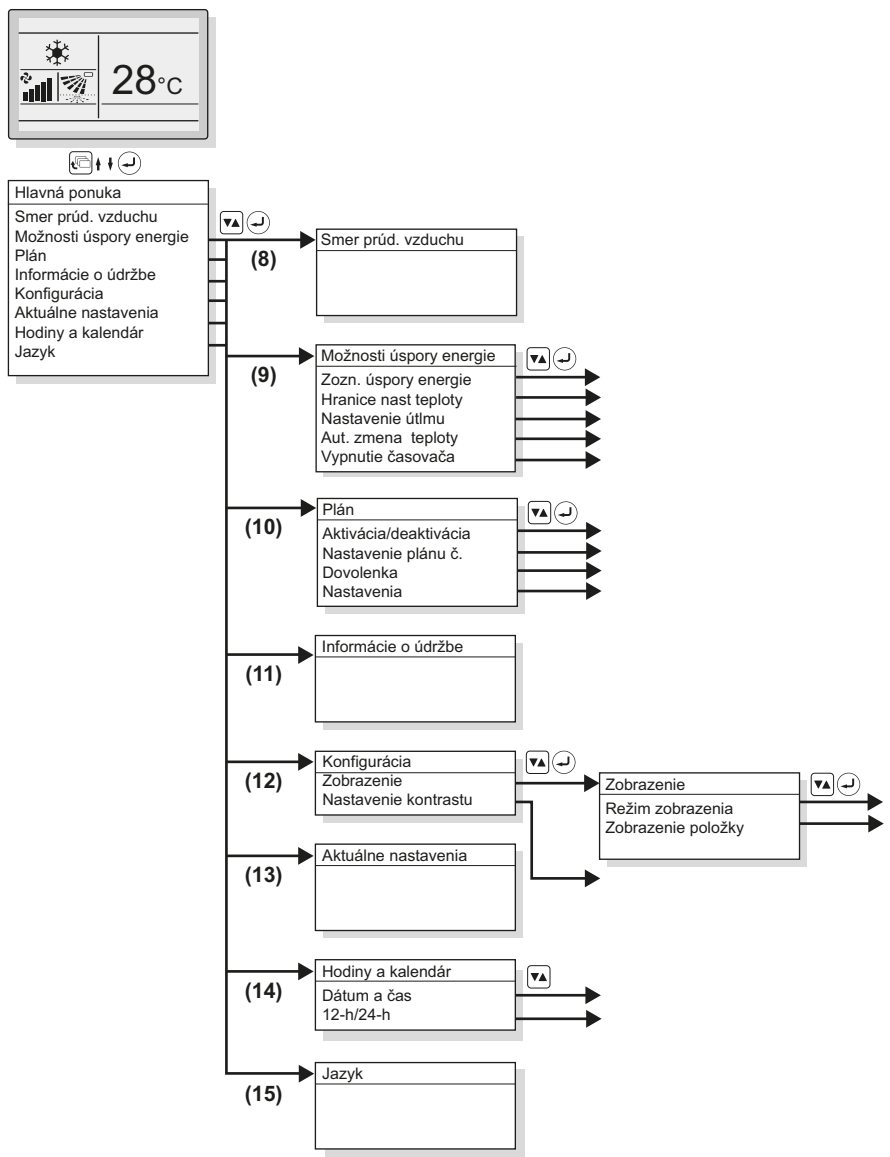 28°C
Hlavná ponuka
Smer prúd. vzduchu
Možnosti úspory energie
Plán
Informácie o údržbe
Konfigurácia
Aktuálne nastavenia
Hodiny a kalendár
Jazyk
(8)
Smer prúd. vzduchu
(9)
Možnosti úspory energie
Zozn. úspory energie
Hranice nast teploty
Nastavenie útlmu
Aut. zmena teploty
Vypnutie časovača
(10)
Plán
Aktivácia/deaktivácia
Nastavenie plánu č.
Dovolenka
Nastavenia
(11)
Informácie o údržbe
(12)
Konfigurácia
Zobrazenie
Nastavenie kontrastu
Zobrazenie
Režim zobrazenia
Zobrazenie položky
(13)
Aktuálne nastavenia
(14)
Hodiny a kalendár
Dátum a čas
12-h/24-h
(15)
Jazyk